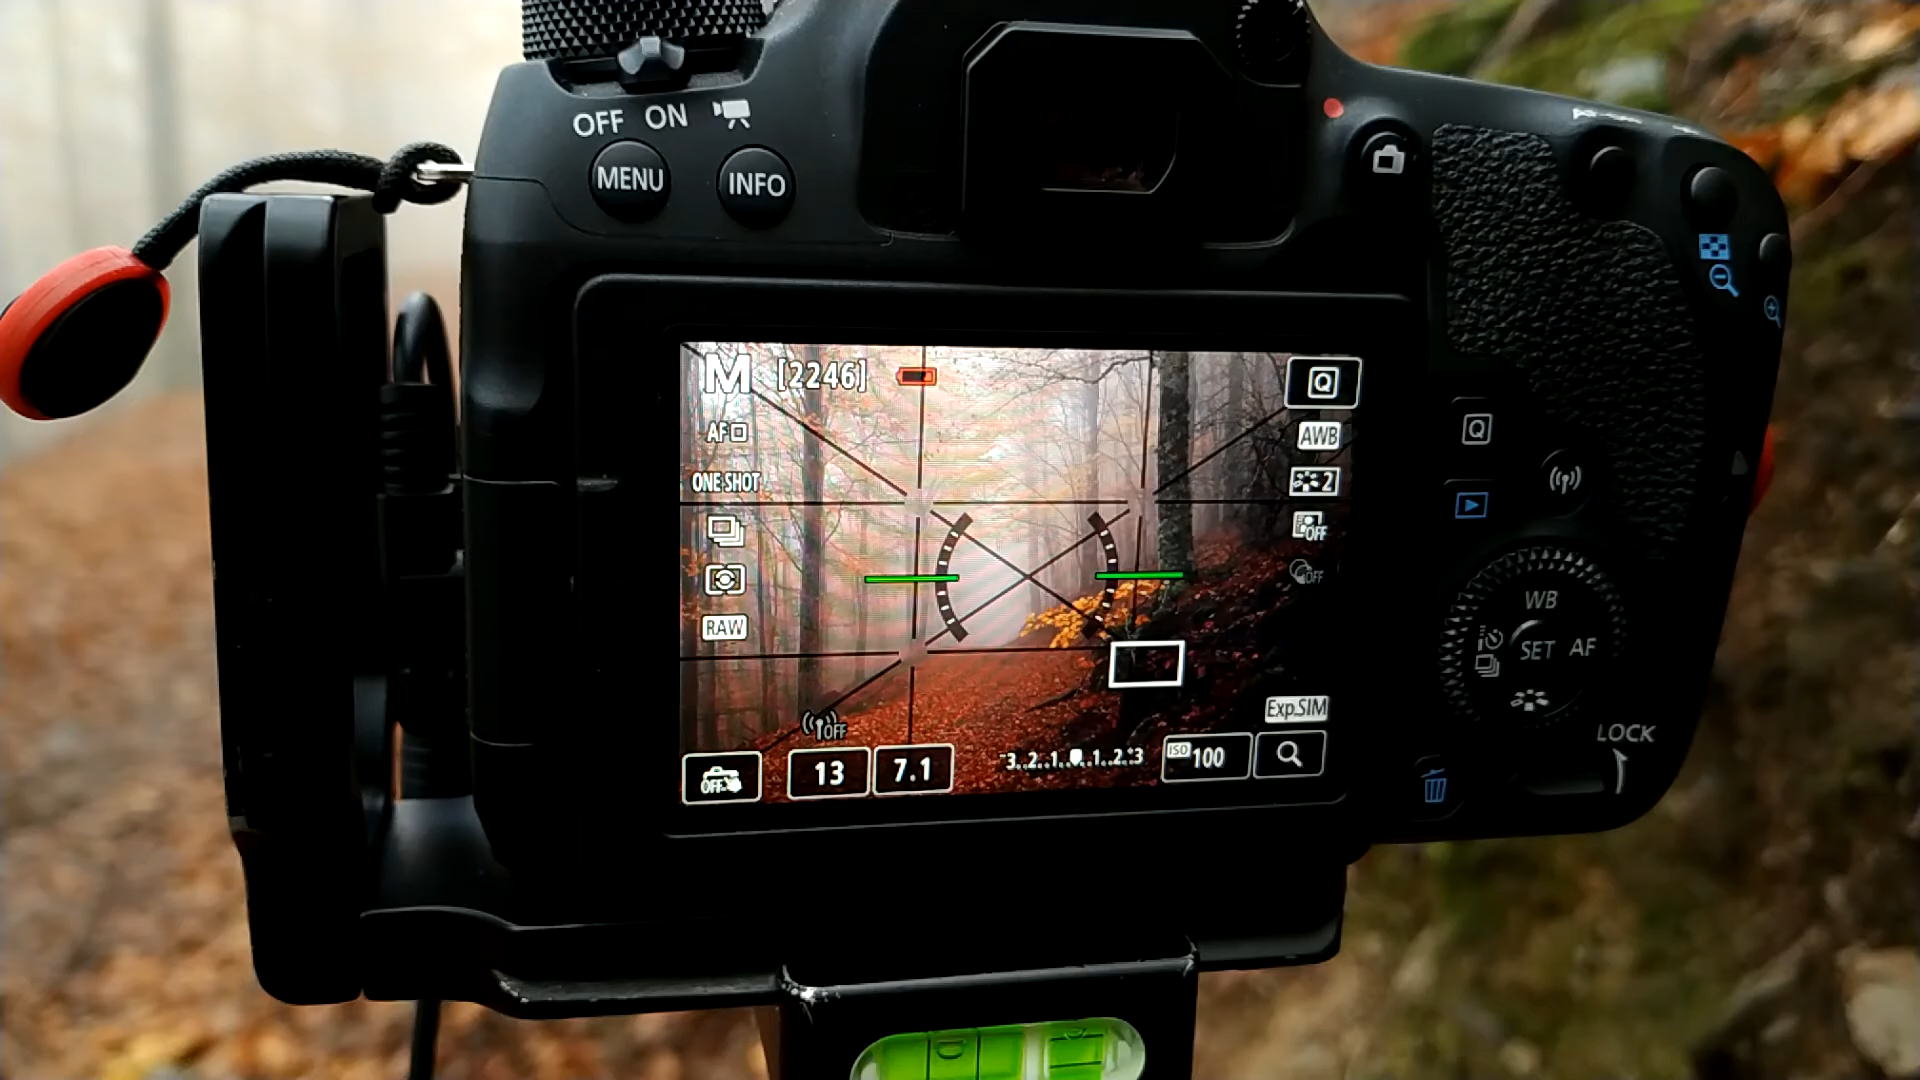 OFF ON
MENU INFO
M [2246]
Q
AF
AWB
ONE SHOT
2
OFF
OFF
RAW
Exp.SIM
OFF
OFF
13 7.1
-3..2..1..0..1..2..+3
ISO 100
Q
WB
SET AF
LOCK